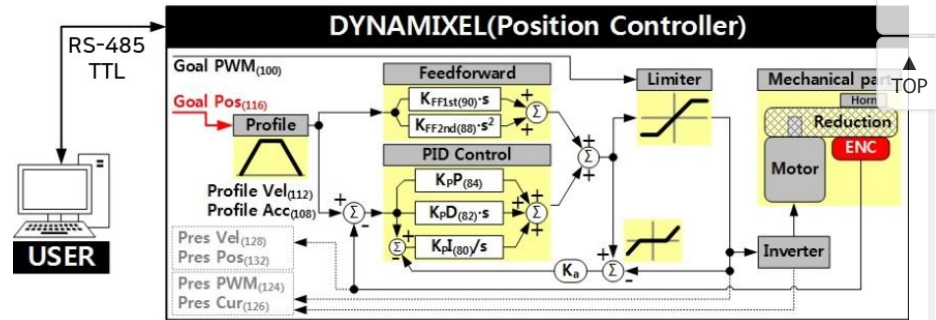 DYNAMIXEL(Position Controller)
RS-485
TTL
TOP
Goal PWM(100)
Feedforward
Limiter
Mechanical par
Horn
Goal Pos(116)
Profile
KFF1st(90)·s
KFF2nd(88)·s²
Σ
Reduction
ENC
Motor
PID Control
Σ
KPP(84)
Profile Vel(112)
Profile Acc(108)
Σ
KPD(82)·s
Σ
KPI(80)/s
Σ
Pres Vel(128)
Pres Pos(132)
Ka
Σ
Inverter
Pres PWM(124)
Pres Cur(126)
USER